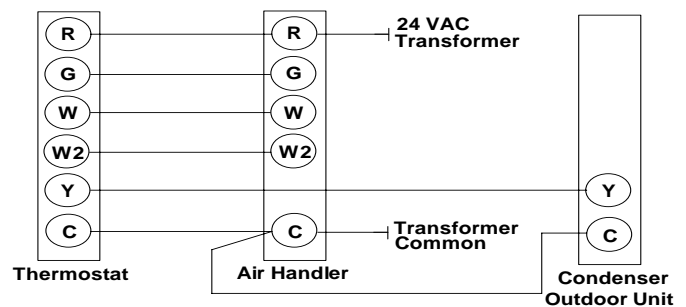 R
R
24 VAC
Transformer
G
G
W
W
W2
W2
Y
Y
C
C
Transformer
Common
C
Thermostat
Air Handler
Condenser
Outdoor Unit